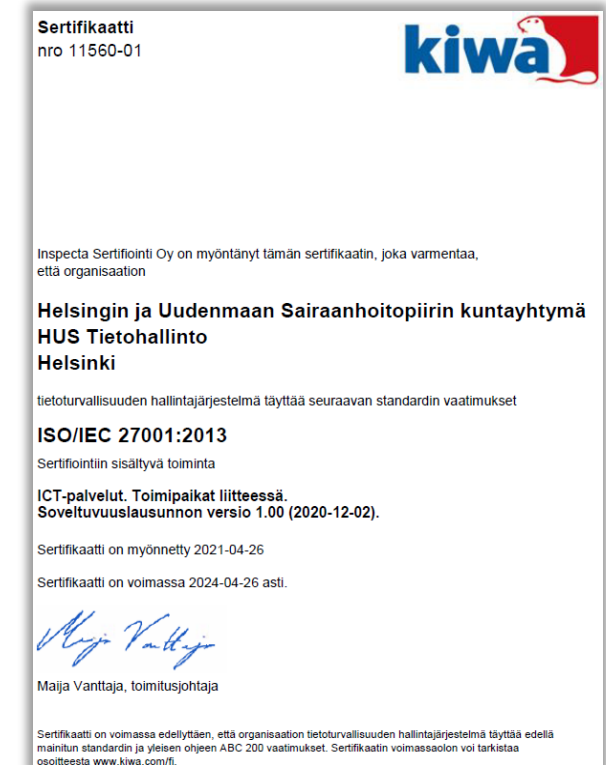 Sertifikaatti
nro 11560-01
kiwa
Inspecta Sertifiointi Oy on myöntänyt tämän sertifikaatin, joka varmentaa,
että organisaation
Helsingin ja Uudenmaan Sairaanhoitopiirin kuntayhtymä
HUS Tietohallinto
Helsinki
tietoturvallisuuden hallintajärjestelmä täyttää seuraavan standardin vaatimukset
ISO/IEC 27001:2013
Sertifiointiin sisältyvä toiminta
ICT-palvelut. Toimipaikat liitteessä.
Soveltuvuuslausunnon versio 1.00 (2020-12-02).
Sertifikaatti on myönnetty 2021-04-26
Sertifikaatti on voimassa 2024-04-26 asti.
Maija Vanttaja
Maija Vanttaja, toimitusjohtaja
Sertifikaatti on voimassa edellyttäen, että organisaation tietoturvallisuuden hallintajärjestelmä täyttää edellä
mainitun standardin ja yleisen ohjeen ABC 200 vaatimukset. Sertifikaatin voimassaolon voi tarkistaa
osoitteesta www.kiwa.com/fi.